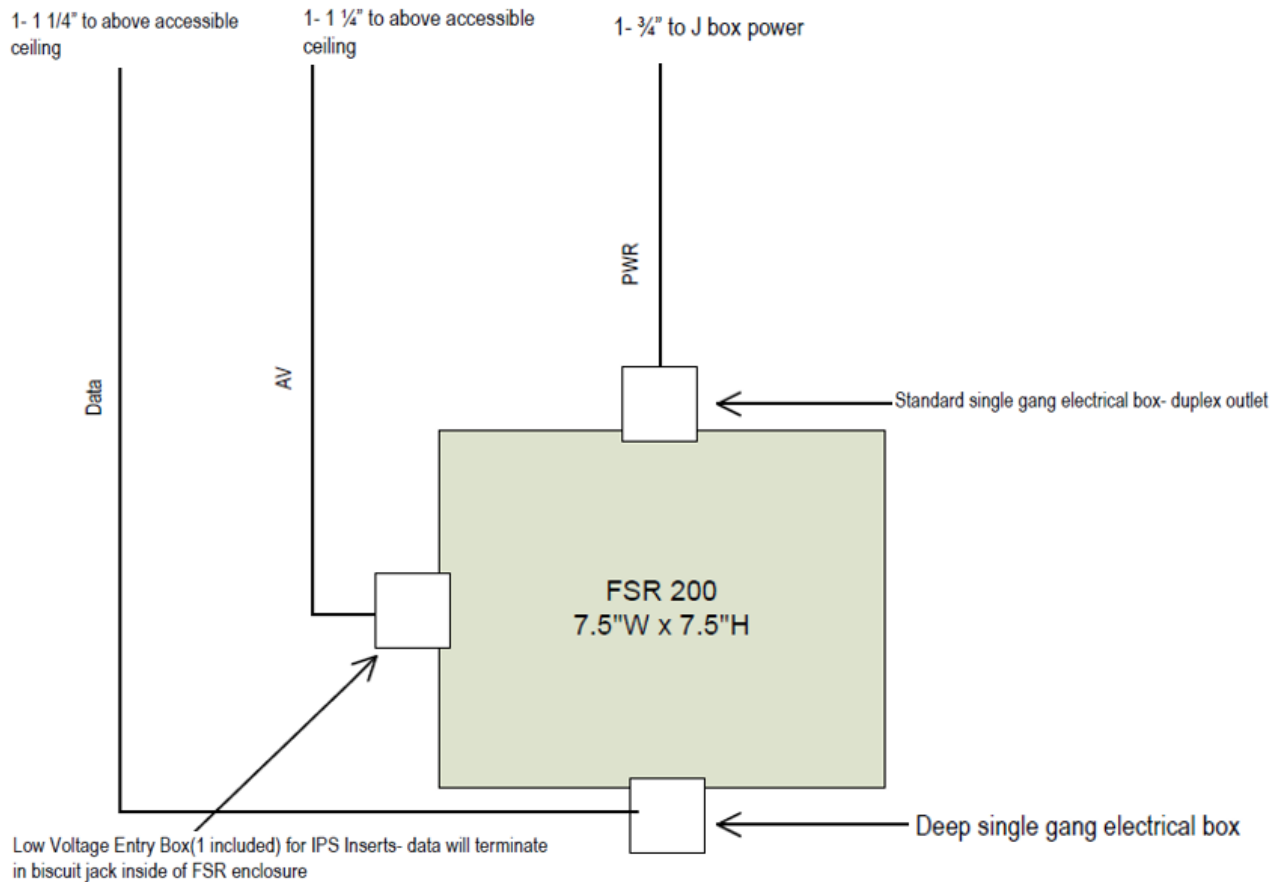 1- 1 1/4” to above accessible
ceiling
1- 1 ¼” to above accessible
ceiling
1- ¾” to J box power
PWR
AV
Data
Standard single gang electrical box- duplex outlet
FSR 200
7.5"W x 7.5"H
Deep single gang electrical box
Low Voltage Entry Box(1 included) for IPS Inserts- data will terminate
in biscuit jack inside of FSR enclosure